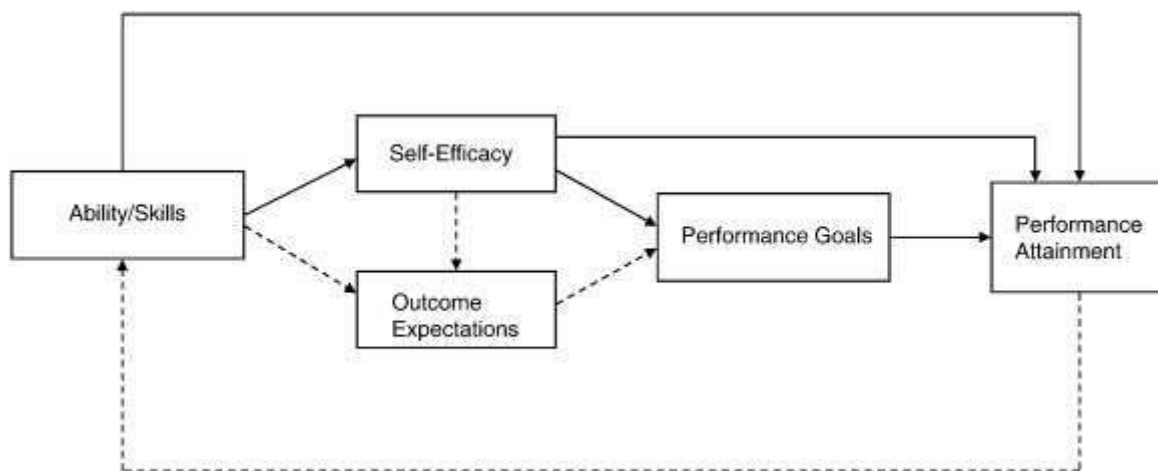 Self-Efficacy
Ability/Skills
Performance Goals
Performance
Attainment
Outcome
Expectations